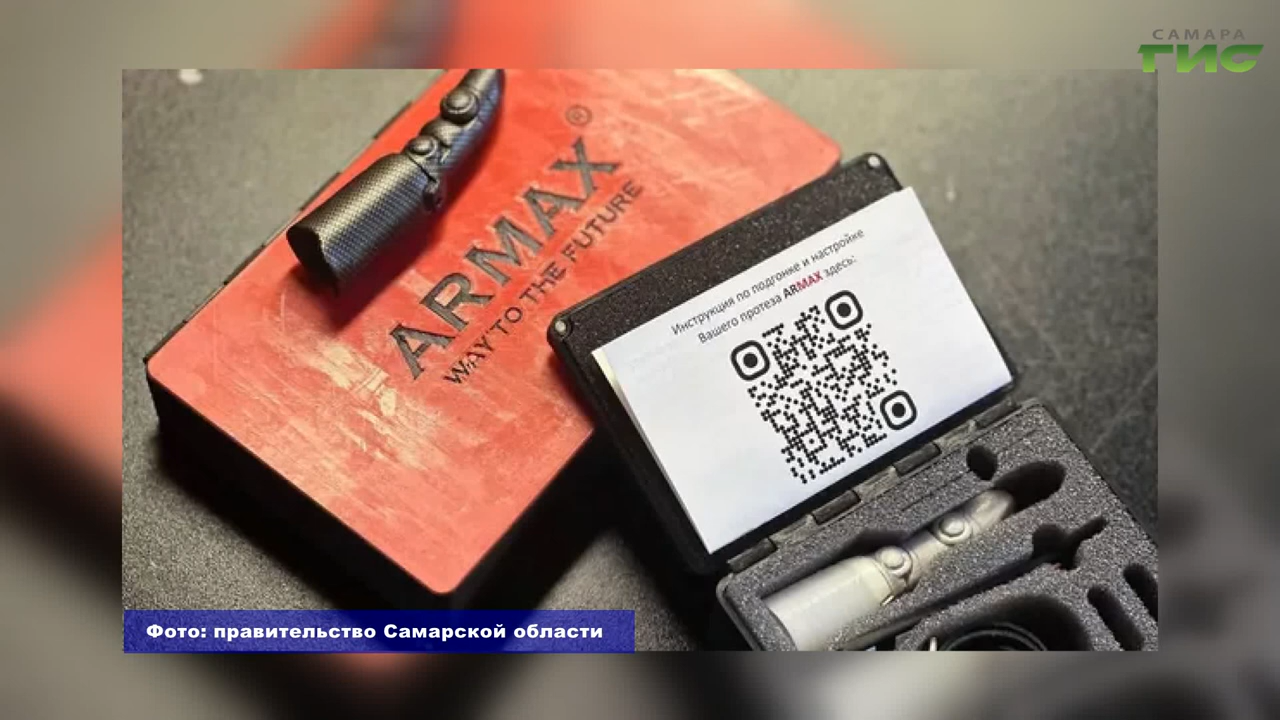 САМАРА
ГИС
ARMAX®
WAY TO THE FUTURE
Инструкция по подгонке и настройке
Вашего протеза ARMAX здесь:
Фото: правительство Самарской области